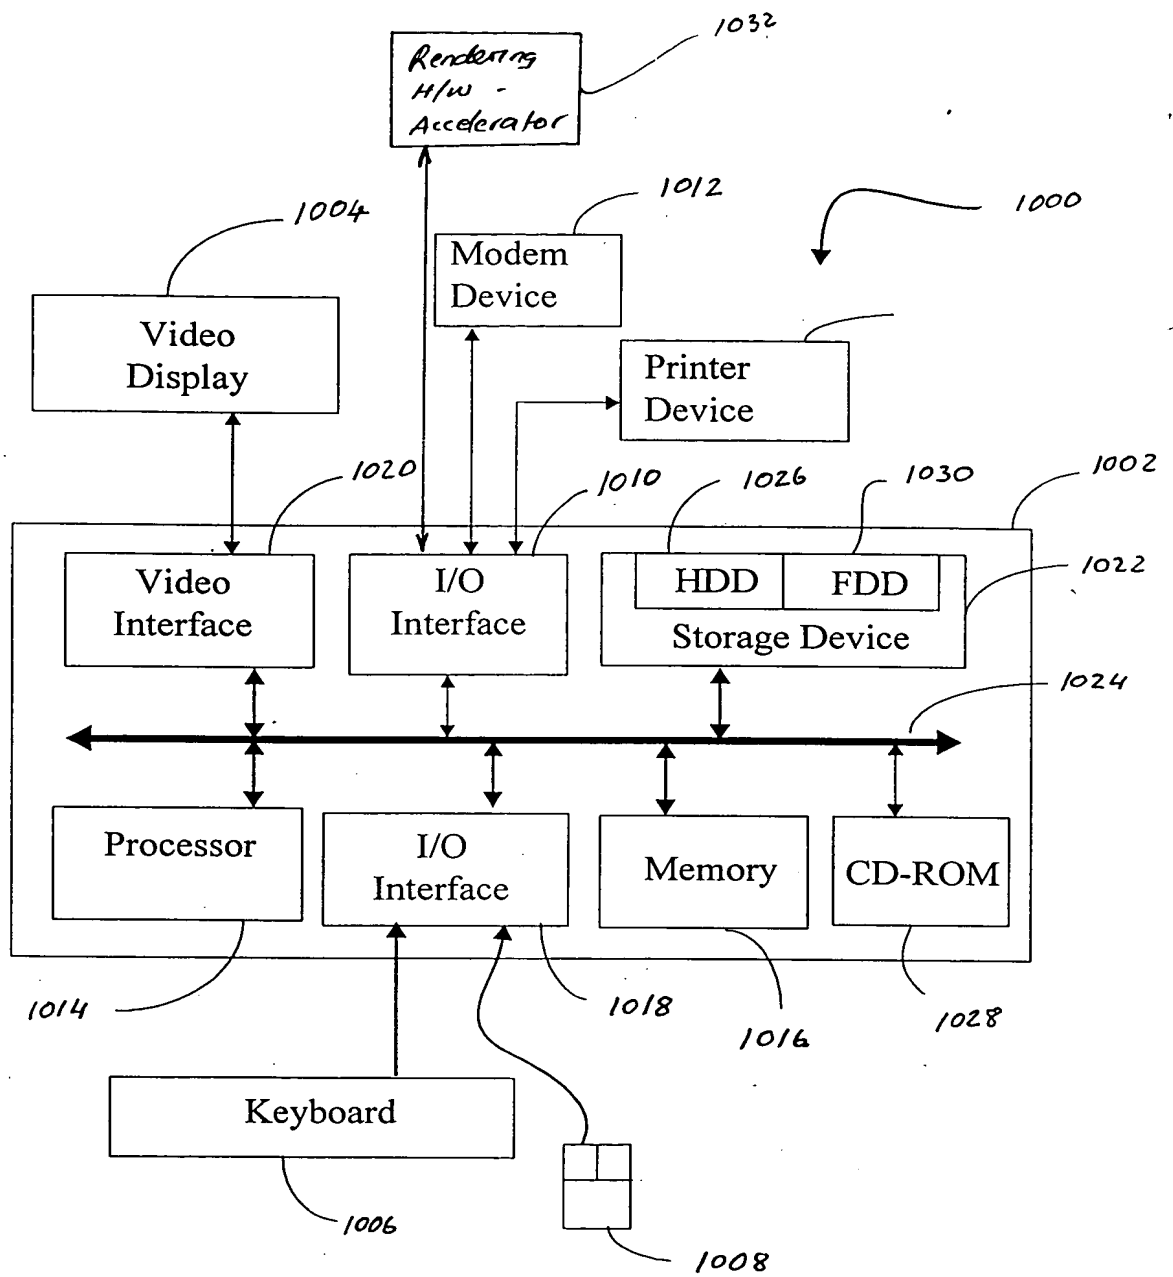 1032
Rendering
H/W -
Accelerator
1012
1004
1000
Modem
Device
Video
Display
Printer
Device
1020
1010
1026
1030
1002
Video
Interface
I/O
Interface
HDD
FDD
Storage Device
1022
1024
Processor
I/O
Interface
Memory
CD-ROM
1014
1018
1016
1028
Keyboard
1006
1008